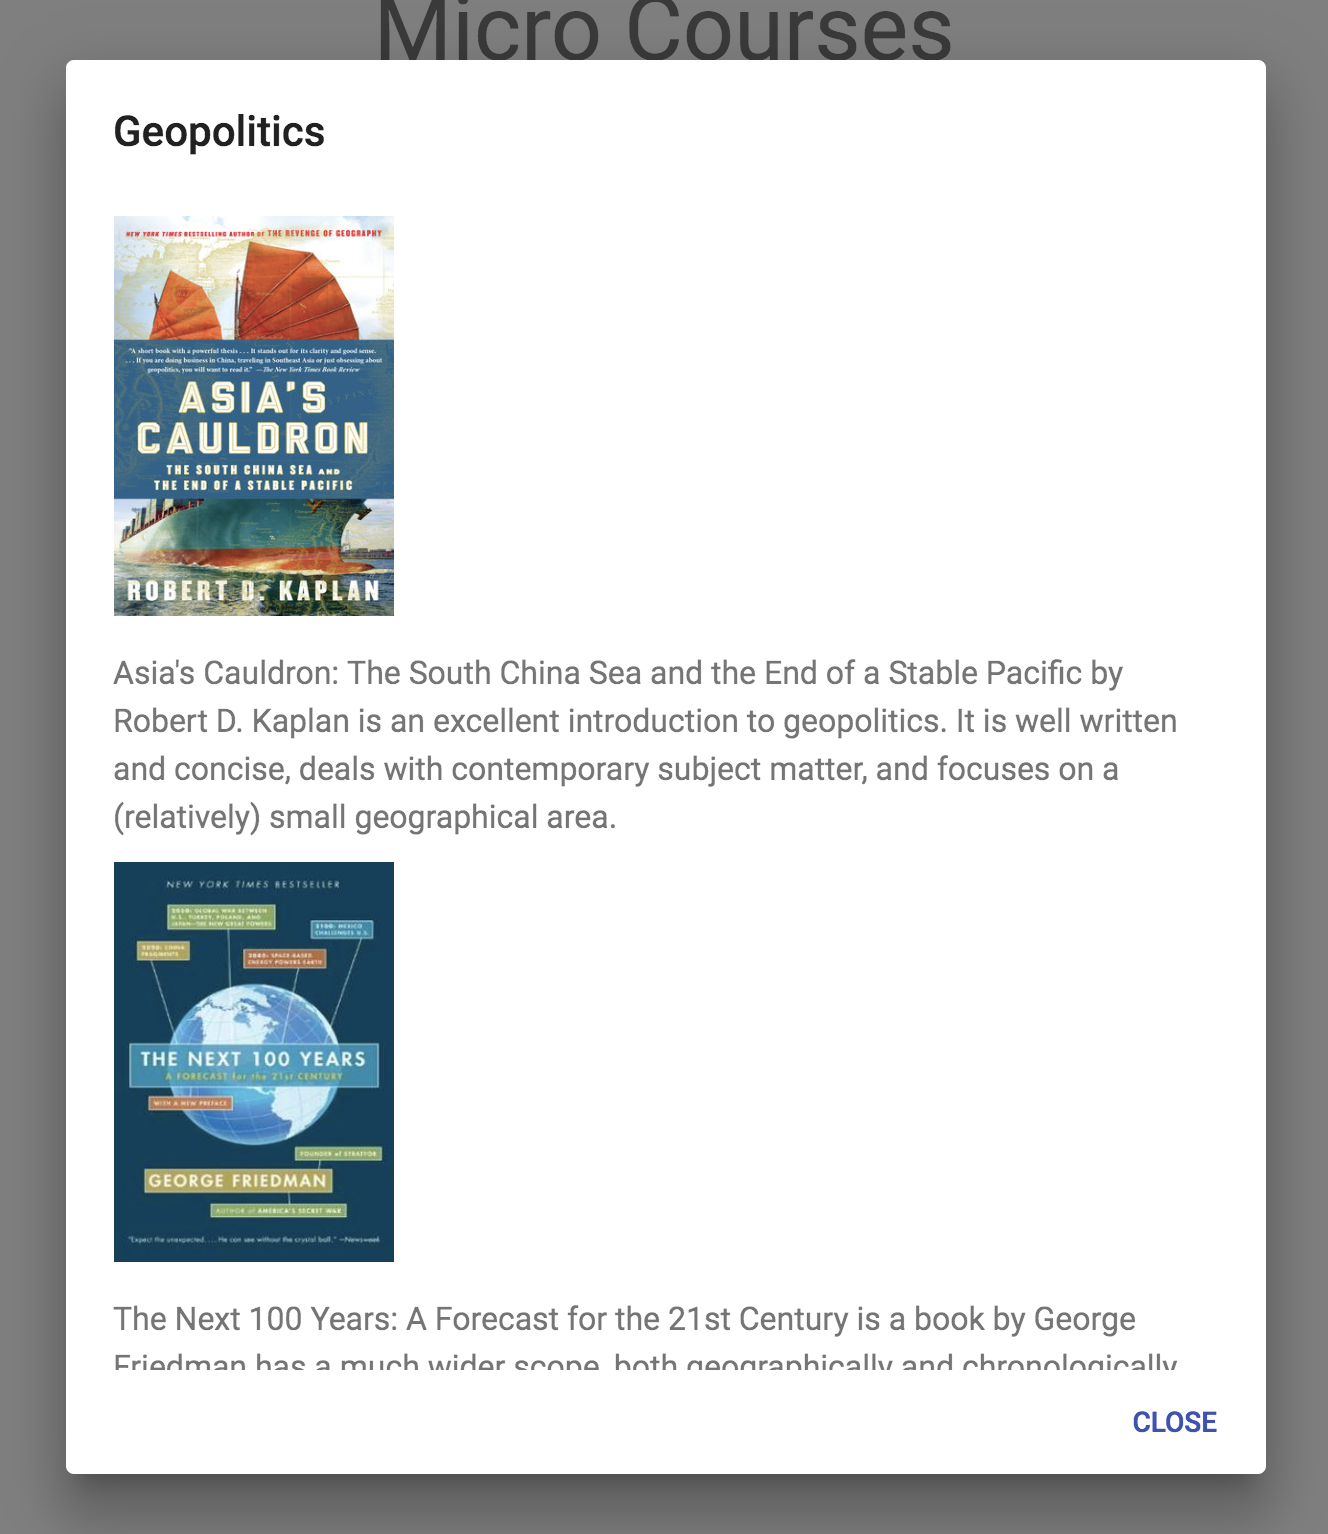 Micro Courses
Geopolitics
NEW YORK TIMES BESTSELLING AUTHOR OF THE REVENGE OF GEOGRAPHY
"A short book with a powerful thesis . . . It stands out for its clarity and good sense.
. . . If you are doing business in China, traveling in Southeast Asia or just obsessing about
geopolitics, you will want to read it." —The New York Times Book Review
ASIA'S
CAULDRON
THE SOUTH CHINA SEA AND
THE END OF A STABLE PACIFIC
ROBERT D. KAPLAN
Asia's Cauldron: The South China Sea and the End of a Stable Pacific by
Robert D. Kaplan is an excellent introduction to geopolitics. It is well written
and concise, deals with contemporary subject matter, and focuses on a
(relatively) small geographical area.
NEW YORK TIMES BESTSELLER
2050: GLOBAL WAR BETWEEN
U.S., TURKEY, POLAND, AND
JAPAN—THE NEW GREAT POWERS
2100: MEXICO
CHALLENGES U.S.
2020: CHINA
FRAGMENTS
2080: SPACE-BASED
ENERGY POWERS EARTH
THE NEXT 100 YEARS
A FORECAST for the 21st CENTURY
WITH A NEW PREFACE
FOUNDER of STRATFOR
GEORGE FRIEDMAN
AUTHOR of AMERICA'S SECRET WAR
"Expect the unexpected. . . . He can see without the crystal ball." —Newsweek
The Next 100 Years: A Forecast for the 21st Century is a book by George
Friedman has a much wider scope, both geographically and chronologically
CLOSE